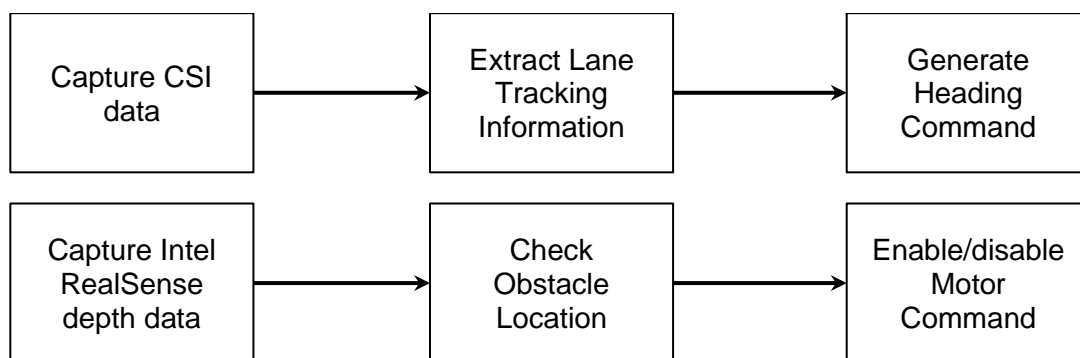 Capture CSI
data
Extract Lane
Tracking
Information
Generate
Heading
Command
Capture Intel
RealSense
depth data
Check
Obstacle
Location
Enable/disable
Motor
Command